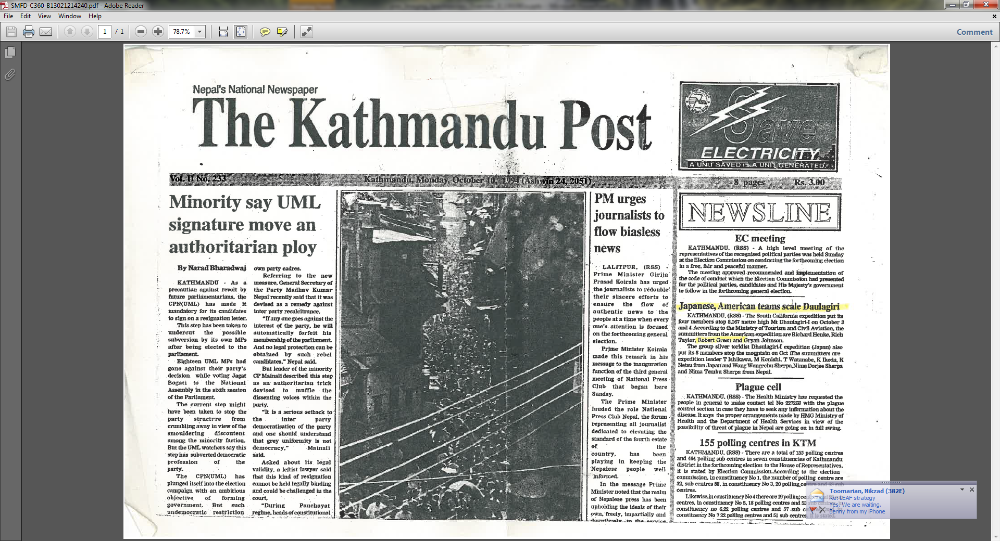 SMFD-C360-B13021214240.pdf - Adobe Reader
File Edit View Window Help
1 / 1 78.7% Comment
Nepal's National Newspaper
The Kathmandu Post
Save
ELECTRICITY
A UNIT SAVED IS A UNIT GENERATED.
Vol. II No. 233 Kathmandu, Monday, October 10, 1994 (Ashwin 24, 2051) 8 pages Rs. 3.00
Minority say UML
signature move an
authoritarian ploy
By Narad Bharadwaj
KATHMANDU - As a
precaution against revolt by
future parliamentarians, the
CPN(UML) has made it
mandatory for its candidates
to sign on a resignation letter.
This step has been taken to
undercut the possible
subversion by its own MPs
after being elected to the
parliament.
Eighteen UML MPs had
gone against their party's
decision while voting Jagat
Bogati to the National
Assembly in the sixth session
of the Parliament.
The current step might
have been taken to stop the
party structure from
crumbling away in view of the
smouldering discontent
among the minority faction.
But the UML watchers say this
step has subverted democratic
profession of the
party.
The CPN(UML) has
plunged itself into the election
campaign with an ambitious
objective of forming
government. But such
undemocratic restriction
own party cadres.
Referring to the new
measure, General Secretary of
the Party Madhav Kumar
Nepal recently said that it was
devised as a remedy against
inter party recalcitrance.
"If any one goes against the
interest of the party, he will
automatically forfeit his
membership of the parliament.
And no legal protection can be
obtained by such rebel
candidates," Nepal said.
But leader of the minority
CP Mainali described this step
as an authoritarian trick
devised to muffle the
dissenting voices within the
party.
"It is a serious setback to
the inter party
democratisation of the party
and one should understand
that grey uniformity is not
democracy," Mainali
said.
Asked about its legal
validity, a leftist lawyer said
that this kind of resignation
cannot be held legally binding
and could be challenged in the
court.
"During Panchayat
regime, heads of constitutional
PM urges
journalists to
flow biasless
news
LALITPUR, (RSS) -
Prime Minister Girija
Prasad Koirala has urged
the journalists to redouble
their sincere efforts to
ensure the flow of
authentic news to the
people at a time when every
one's attention is focused
on the forthcoming general
election.
Prime Minister Koirala
made this remark in his
message to the inauguration
function of the third general
meeting of National Press
Club that began here
Sunday.
The Prime Minister
lauded the role National
Press Club Nepal, the forum
representing all journalist
dedicated to elevating the
standard of the fourth estate
of the
country, has been
playing in keeping the
Nepalese people well
informed.
In the message Prime
Minister noted that the realm
of Nepalese press has been
upholding the ideals of their
own, freely, impartially and
dauntlessly to the service
NEWSLINE
EC meeting
KATHMANDU, (RSS) - A high level meeting of the
representatives of the recognised political parties was held Sunday
at the Election Commission on conducting the forthcoming election
in a free, fair and peaceful manner.
The meeting approved recommended and implementation of
the code of conduct which the Election Commission had presented
for the political parties, candidates and His Majesty's government
to follow in the forthcoming general election.
Japanese, American teams scale Daulagiri
KATHMANDU, (RSS) - The South California expedition put its
four members atop 8,167 metre high Mt Dhaulagiri-I on October 3
and 4. According to the Ministry of Tourism and Civil Aviation, the
summitters from the American expedition are Richard Henke, Rich
Taylor, Robert Green and Gryan Johnson.
The group silver toridist Dhaulagiri-I expedition (Japan) also
put its 8 members atop the mountain on Oct The summitters are
expedition leader T Ishikawa, M Konishi, T Watanabe, K Ikeda, K
Netsu from Japan and Wang Wongechu Sherpa, Nima Dorjee Sherpa
and Nima Tembu Sherpa from Nepal.
Plague cell
KATHMANDU, (RSS) - The Health Ministry has requested the
people in general to make contact tel No 227268 with the plague
control section in case they have to seek any information about the
disease. It says the proper arrangements made by HMG Ministry of
Health and the Department of Health Services in view of the
possibility of threat of plague in Nepal are going on in full swing.
155 polling centres in KTM
KATHMANDU, (RSS) - There are a total of 155 polling centres
and 404 polling sub centres in seven constituencies of Kathmandu
district in the forthcoming election to the House of Representatives,
it is stated by Election Commission. According to the election
commission, in constituency No 1, the number of polling centre are
32, sub centres 58, in constituency No 3, 20 polling centre and 63 sub
centres.
Likewise, in constituency No 4 there are 19 polling
centres, in constituency No 5, 18 polling centres and
constituency no 6,22 polling centres and 57 sub
constituency No 7 22 polling centres and 51 sub centres, it is stated.
Toomarian, Nikzad (382E)
Re: LEAF strategy
Yes. We are waiting.
Benny from my iPhone